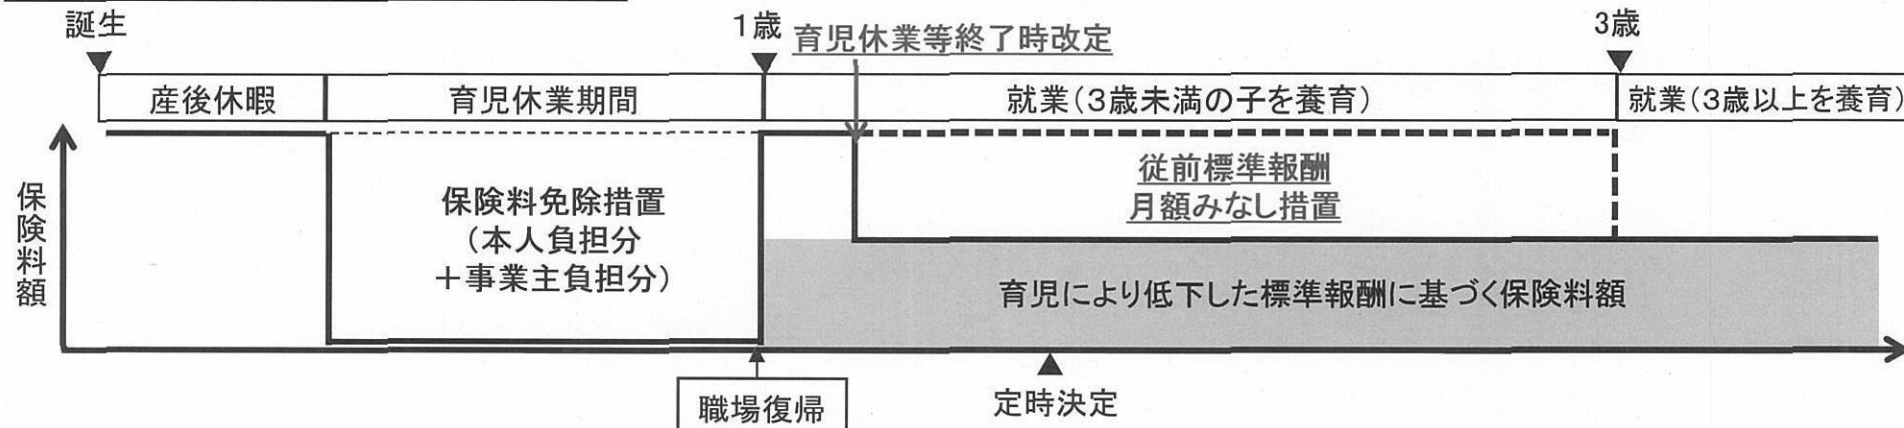 誕生
1歳
育児休業等終了時改定
3歳
産後休暇
育児休業期間
就業(3歳未満の子を養育)
就業(3歳以上を養育)
保険料額
保険料免除措置
(本人負担分
+事業主負担分)
従前標準報酬
月額みなし措置
育児により低下した標準報酬に基づく保険料額
職場復帰
定時決定